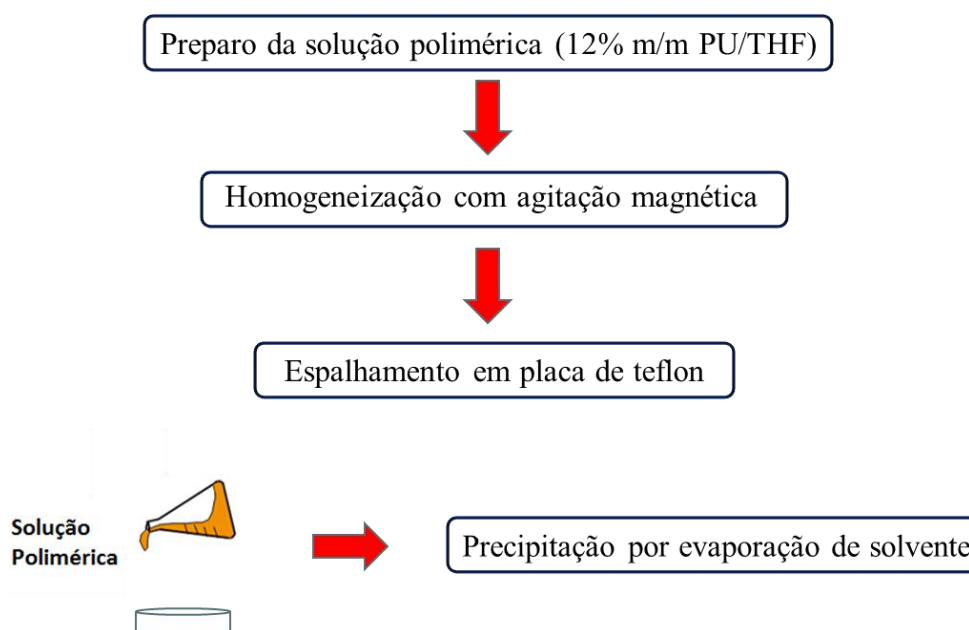 Preparo da solução polimérica (12% m/m PU/THF)
Homogeneização com agitação magnética
Espalhamento em placa de teflon
Solução
Polimérica
Precipitação por evaporação de solvente